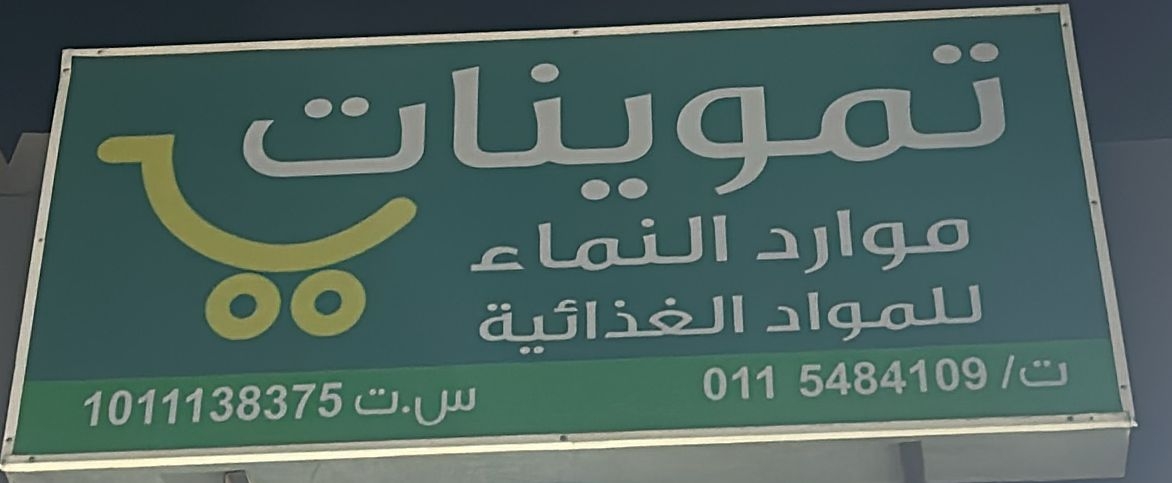 تموينات
موارد النماء
للمواد الغذائية
ت/ 011 5484109
س.ت 1011138375